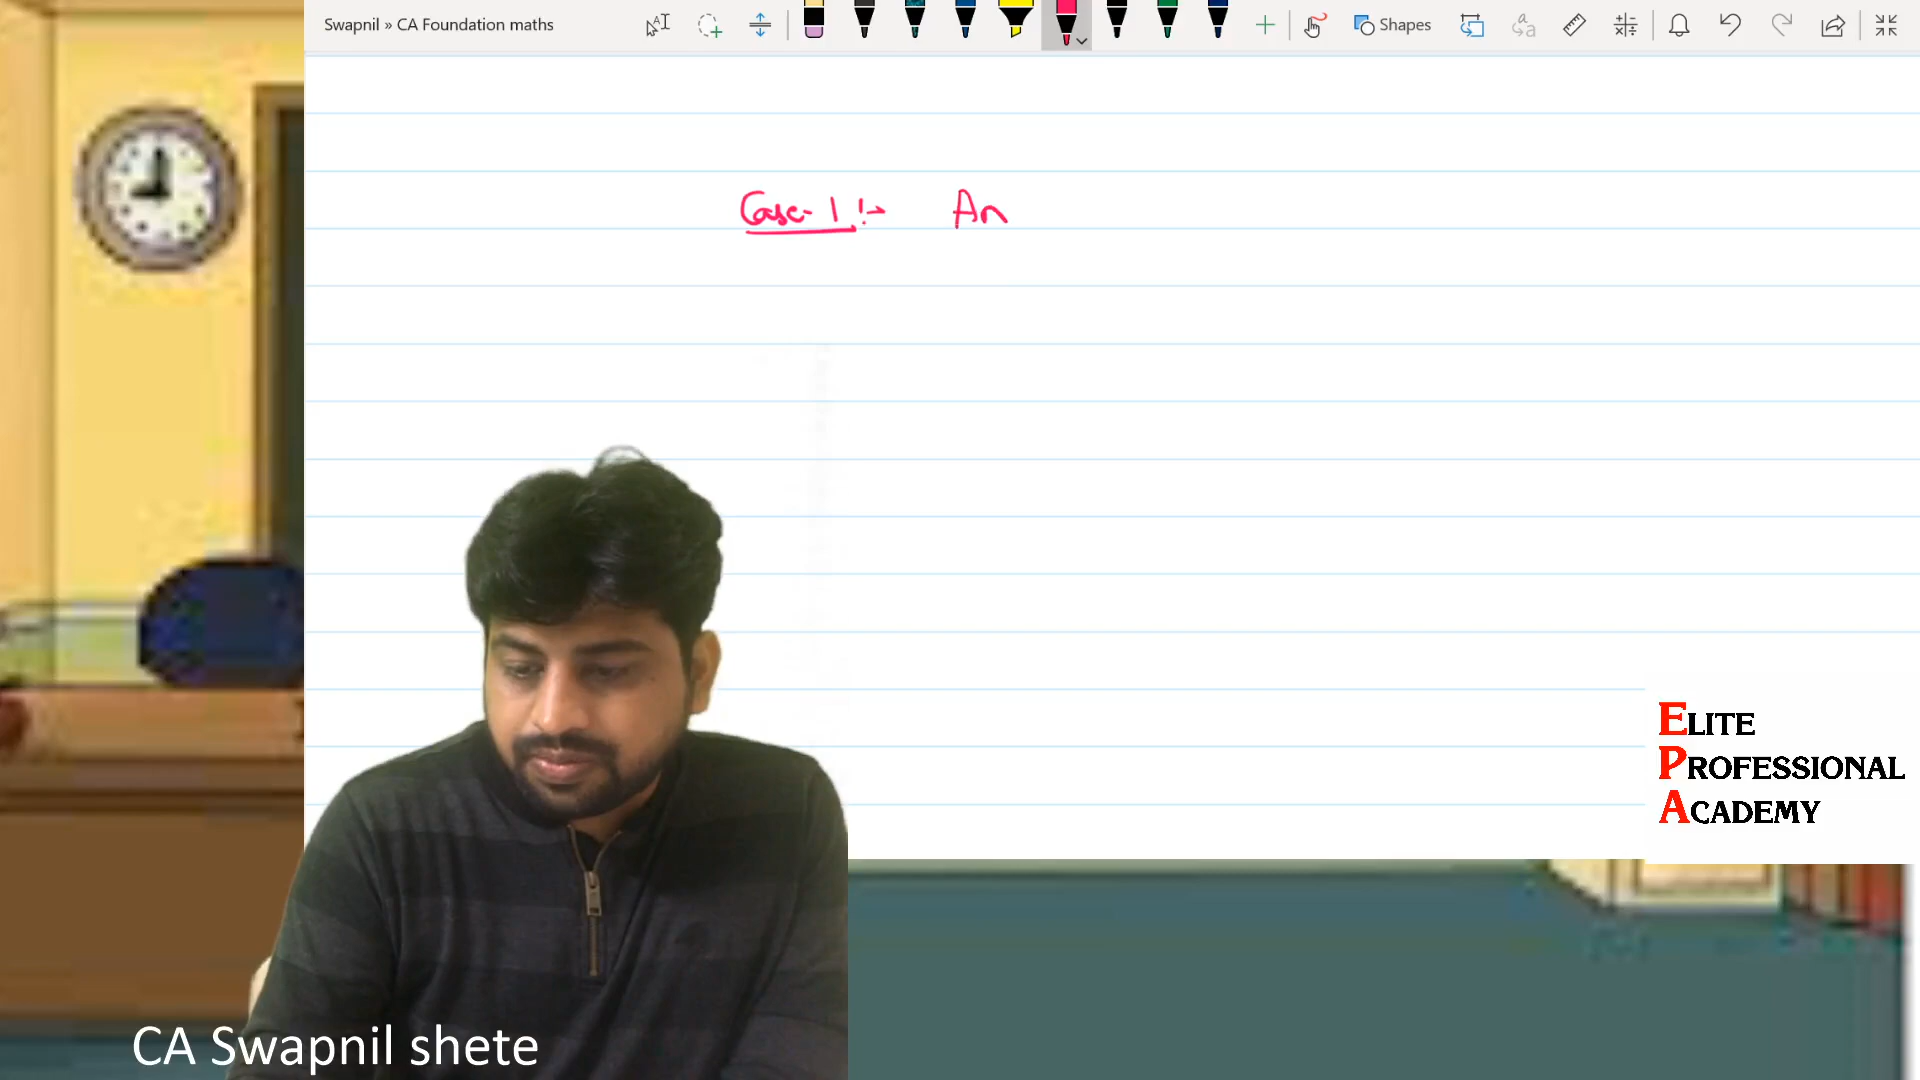 Swapnil » CA Foundation maths
Shapes
Case-1 :- An
ELITE
PROFESSIONAL
ACADEMY
CA Swapnil shete